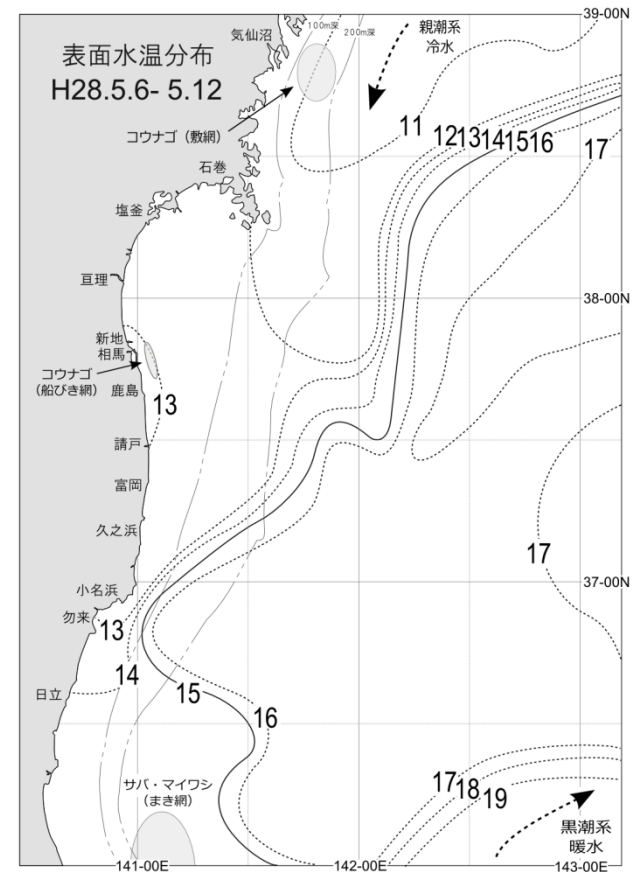 39-00N
気仙沼
100m深
200m深
親潮系
冷水
表面水温分布
H28.5.6- 5.12
コウナゴ（敷網）
11
12 13 14 15 16
17
石巻
塩釜
亘理
38-00N
新地
相馬
コウナゴ
（船びき網）
鹿島
13
請戸
富岡
久之浜
17
37-00N
小名浜
勿来
13
14
15
16
日立
サバ・マイワシ
（まき網）
17
18
19
黒潮系
暖水
141-00E
142-00E
143-00E